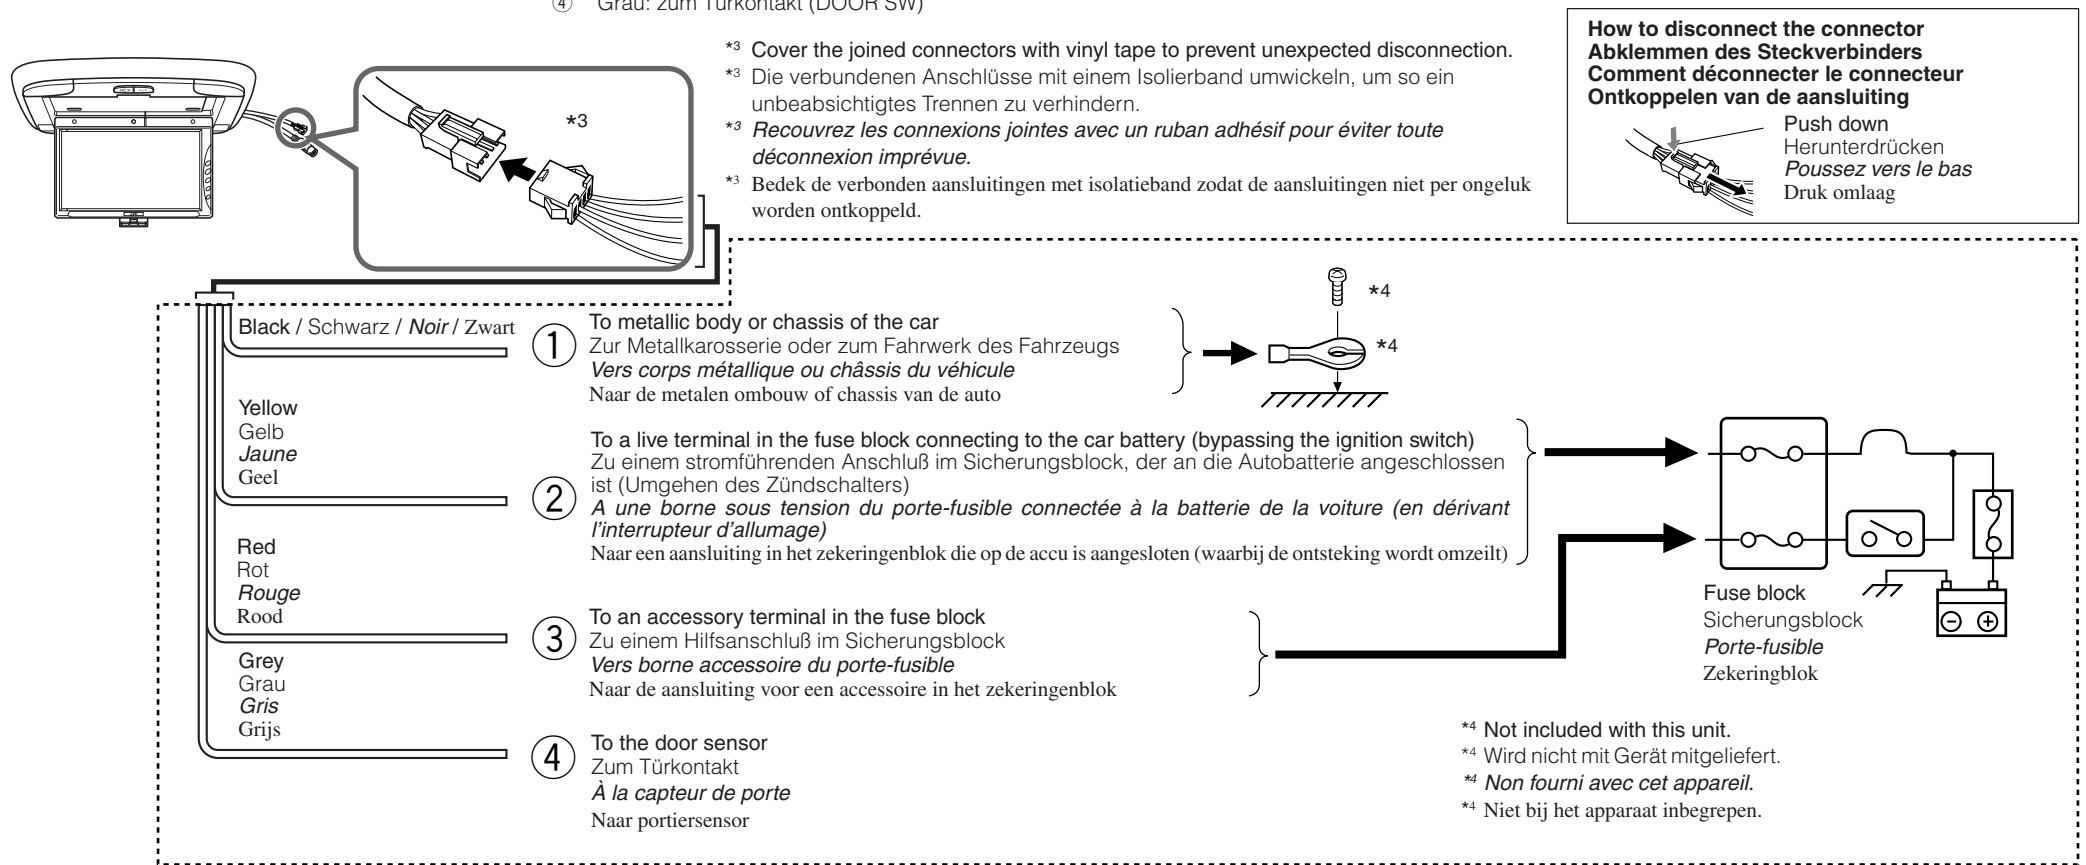 ④ Grau: zum Türkontakt (DOOR SW)
*3 Cover the joined connectors with vinyl tape to prevent unexpected disconnection.
*3 Die verbundenen Anschlüsse mit einem Isolierband umwickeln, um so ein
unbeabsichtigtes Trennen zu verhindern.
*3 Recouvrez les connexions jointes avec un ruban adhésif pour éviter toute
déconnexion imprévue.
*3 Bedek de verbonden aansluitingen met isolatieband zodat de aansluitingen niet per ongeluk
worden ontkoppeld.
*3
How to disconnect the connector
Abklemmen des Steckverbinders
Comment déconnecter le connecteur
Ontkoppelen van de aansluiting
Push down
Herunterdrücken
Poussez vers le bas
Druk omlaag
Black / Schwarz / Noir / Zwart
① To metallic body or chassis of the car
Zur Metallkarosserie oder zum Fahrwerk des Fahrzeugs
Vers corps métallique ou châssis du véhicule
Naar de metalen ombouw of chassis van de auto
*4
*4
Yellow
Gelb
Jaune
Geel
② To a live terminal in the fuse block connecting to the car battery (bypassing the ignition switch)
Zu einem stromführenden Anschluß im Sicherungsblock, der an die Autobatterie angeschlossen
ist (Umgehen des Zündschalters)
A une borne sous tension du porte-fusible connectée à la batterie de la voiture (en dérivant
l'interrupteur d'allumage)
Naar een aansluiting in het zekeringenblok die op de accu is aangesloten (waarbij de ontsteking wordt omzeilt)
Red
Rot
Rouge
Rood
③ To an accessory terminal in the fuse block
Zu einem Hilfsanschluß im Sicherungsblock
Vers borne accessoire du porte-fusible
Naar de aansluiting voor een accessoire in het zekeringenblok
Fuse block
Sicherungsblock
Porte-fusible
Zekeringblok
Grey
Grau
Gris
Grijs
④ To the door sensor
Zum Türkontakt
À la capteur de porte
Naar portiersensor
*4 Not included with this unit.
*4 Wird nicht mit Gerät mitgeliefert.
*4 Non fourni avec cet appareil.
*4 Niet bij het apparaat inbegrepen.